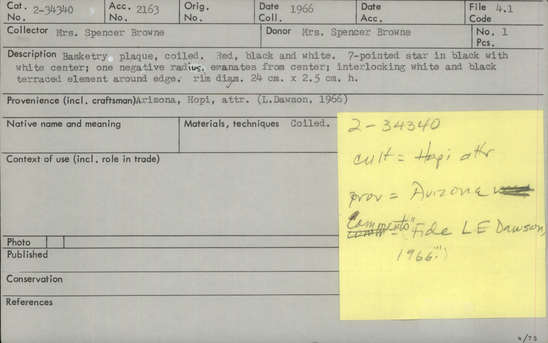 Cat. No. 2-34340 Acc. No. 2163 Orig. No. Date Coll. 1966 Date Acc. File Code 4.1
Collector Mrs. Spencer Browne Donor Mrs. Spencer Browne No. Pcs. 1
Description Basketry plaque, coiled. Red, black and white. 7-pointed star in black with
white center; one negative radius emanates from center; interlocking white and black
terraced element around edge. rim diam. 24 cm. x 2.5 cm. h.
Provenience (incl. craftsman) Arizona, Hopi, attr. (L.Dawson, 1966)
Native name and meaning Materials, techniques Coiled.
Context of use (incl. role in trade)
Photo
Published
Conservation
References
2-34340
cult = Hopi attr
prov = Arizona
Comments "Fide L E Dawson,
1966")
4/73